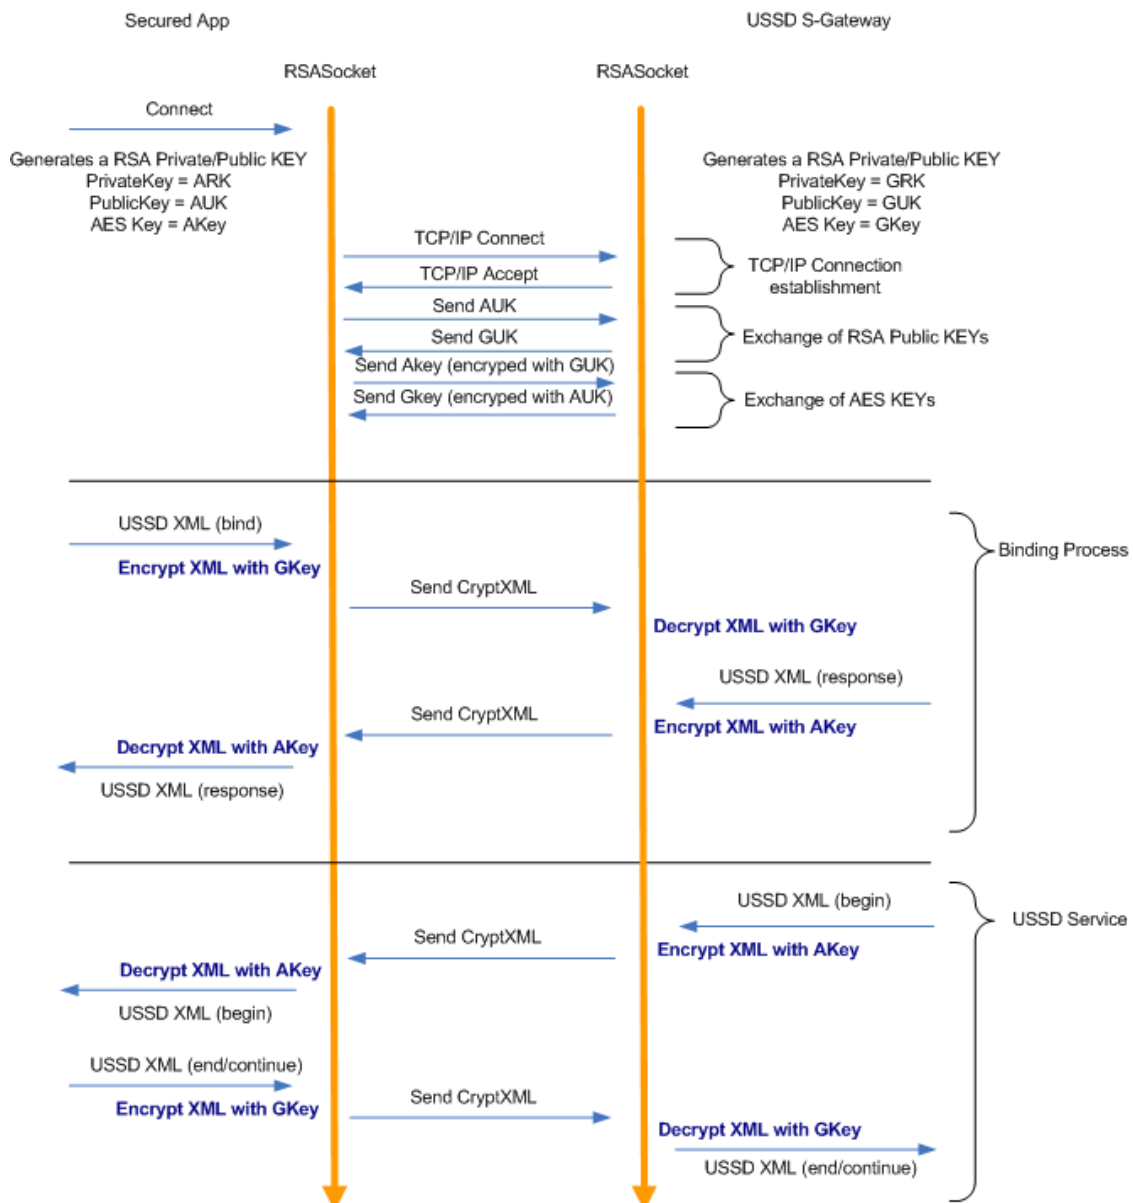 Secured App
USSD S-Gateway
RSASocket
RSASocket
Connect
Generates a RSA Private/Public KEY
PrivateKey = ARK
PublicKey = AUK
AES Key = AKey
Generates a RSA Private/Public KEY
PrivateKey = GRK
PublicKey = GUK
AES Key = GKey
TCP/IP Connect
TCP/IP Accept
TCP/IP Connection
establishment
Send AUK
Send GUK
Exchange of RSA Public KEYs
Send Akey (encryped with GUK)
Send Gkey (encryped with AUK)
Exchange of AES KEYs
USSD XML (bind)
Encrypt XML with GKey
Binding Process
Send CryptXML
Decrypt XML with GKey
USSD XML (response)
Send CryptXML
Encrypt XML with AKey
Decrypt XML with AKey
USSD XML (response)
USSD XML (begin)
USSD Service
Send CryptXML
Encrypt XML with AKey
Decrypt XML with AKey
USSD XML (begin)
USSD XML (end/continue)
Encrypt XML with GKey
Send CryptXML
Decrypt XML with GKey
USSD XML (end/continue)